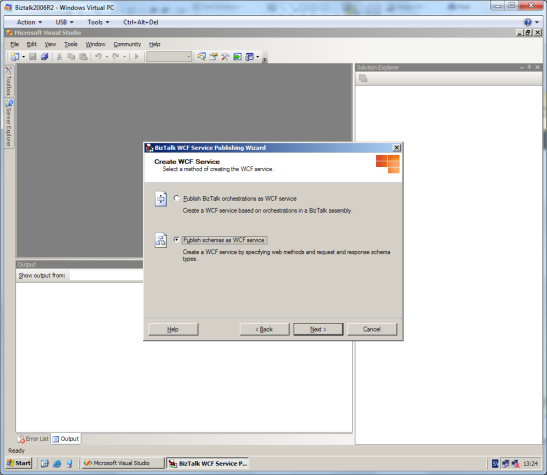 Biztalk2006R2 - Windows Virtual PC
Action USB Tools Ctrl+Alt+Del
Microsoft Visual Studio
File Edit View Tools Window Community Help
Toolbox
Server Explorer
Solution Explorer
BizTalk WCF Service Publishing Wizard
Create WCF Service
Select a method of creating the WCF service.
Publish BizTalk orchestrations as WCF service
Create a WCF service based on orchestrations in a BizTalk assembly.
Publish schemas as WCF service
Create a WCF service by specifying web methods and request and response schema
types.
Help < Back Next > Cancel
Output
Show output from:
Error List Output
Ready
Start Microsoft Visual Studio BizTalk WCF Service P... 13:24